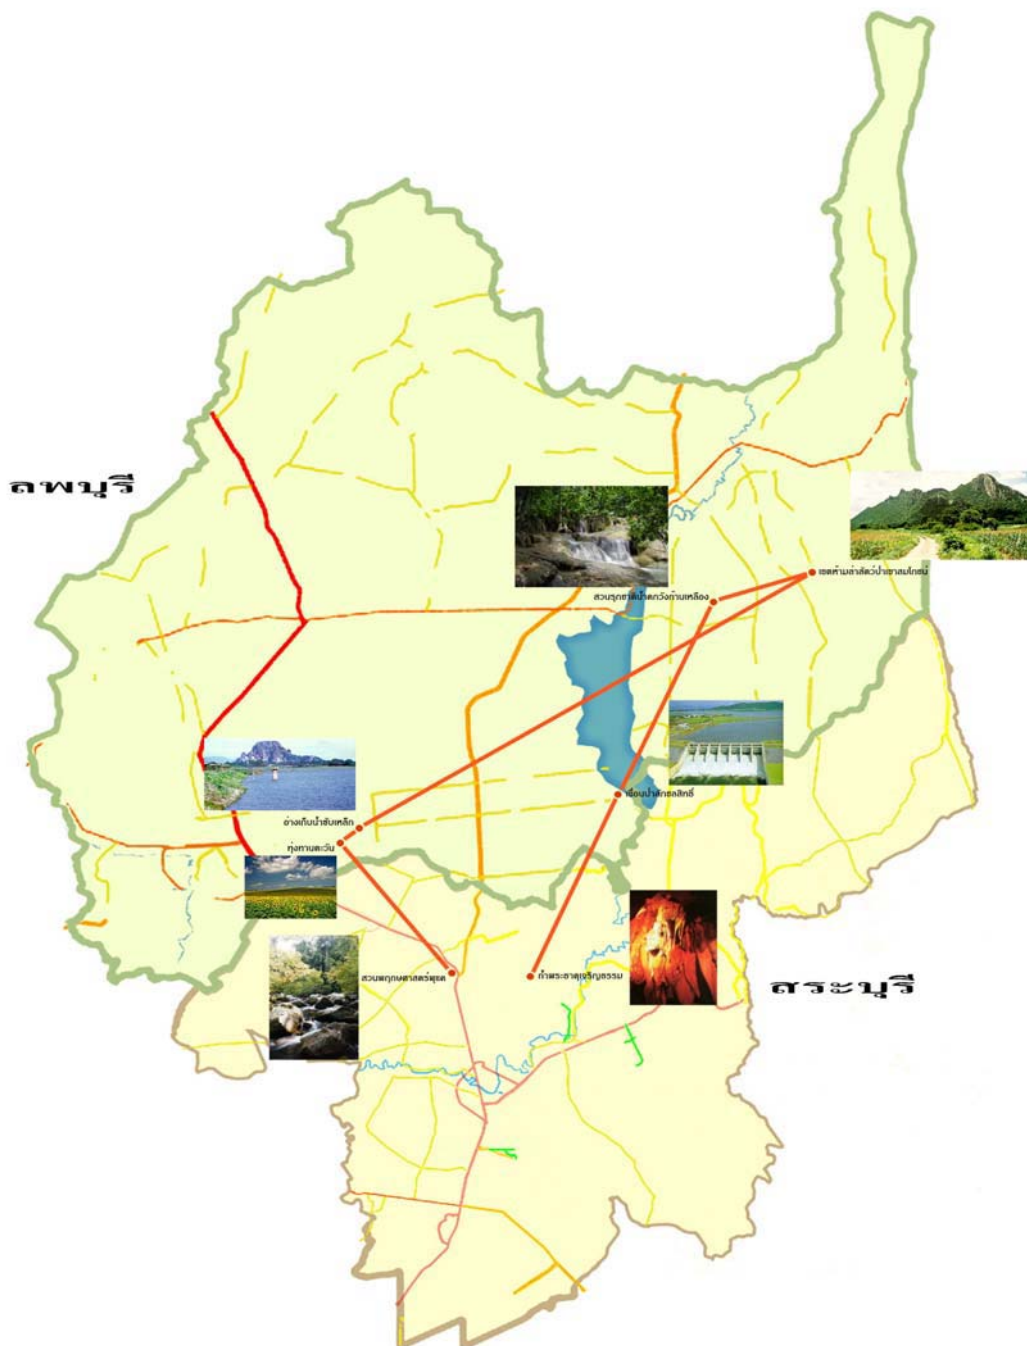 ลพบุรี
เขตห้ามล่าสัตว์ป่าเขาสมโภชน์
สวนรุกขชาติน้ำตกวังก้านเหลือง
เขื่อนป่าสักชลสิทธิ์
อ่างเก็บน้ำซับเหล็ก
ทุ่งทานตะวัน
สวนพฤกษศาสตร์พุแค
ถ้ำพระธาตุเจริญธรรม
สระบุรี